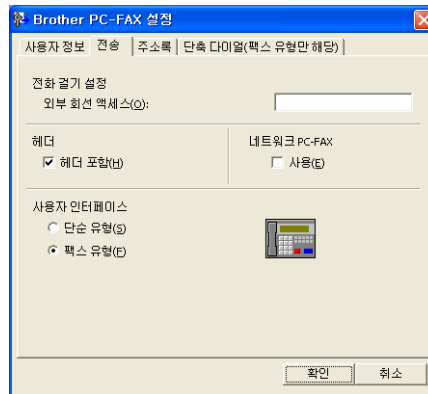 Brother PC-FAX 설정
사용자 정보 전송 주소록 단축 다이얼(팩스 유형만 해당)
전화 걸기 설정
외부 회선 액세스(O):
헤더 네트워크 PC-FAX
헤더 포함(H) 사용(E)
사용자 인터페이스
단순 유형(S)
팩스 유형(F)
확인 취소